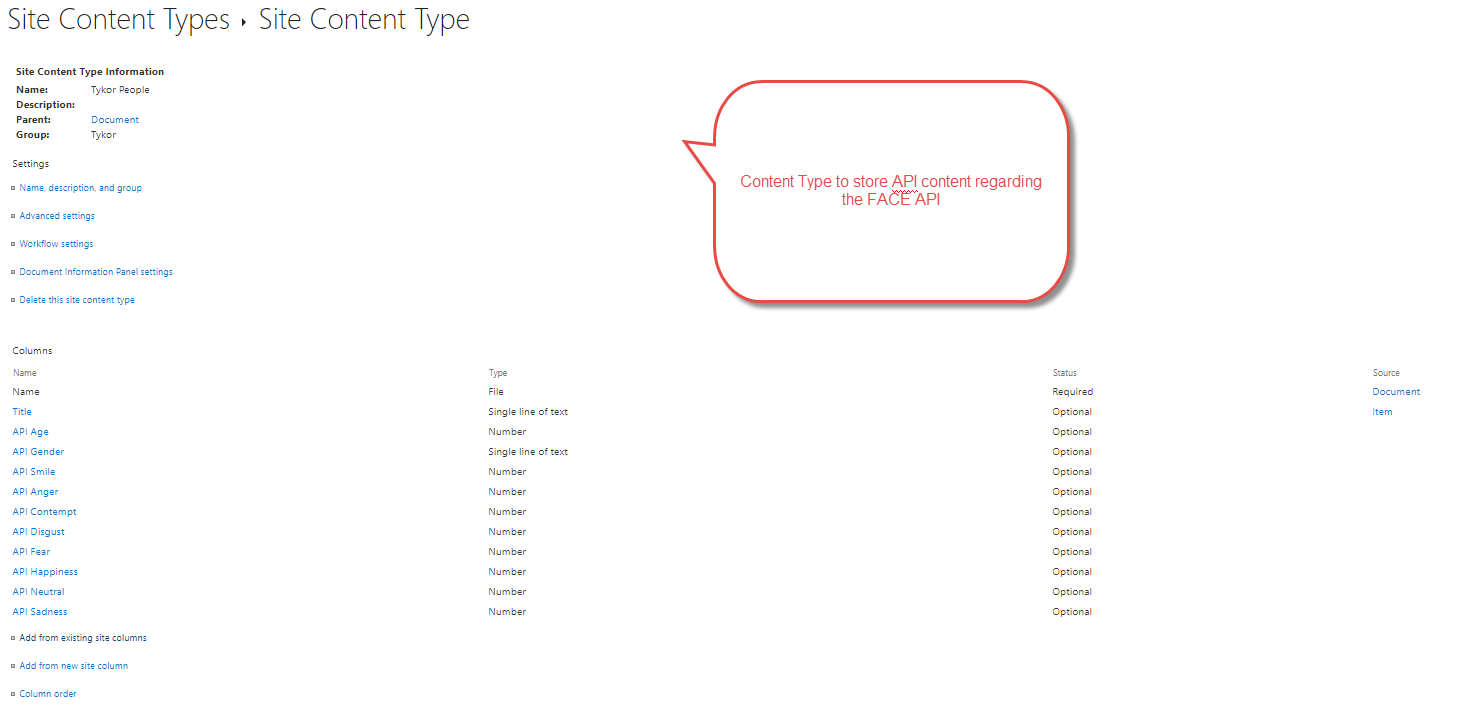 Site Content Types ▸ Site Content Type
Site Content Type Information
Name: Tykor People
Description:
Parent: Document
Group: Tykor
Content Type to store API content regarding
the FACE API
Settings
Name, description, and group
Advanced settings
Workflow settings
Document Information Panel settings
Delete this site content type
Columns
Name Type Status Source
Name File Required Document
Title Single line of text Optional Item
API Age Number Optional
API Gender Single line of text Optional
API Smile Number Optional
API Anger Number Optional
API Contempt Number Optional
API Disgust Number Optional
API Fear Number Optional
API Happiness Number Optional
API Neutral Number Optional
API Sadness Number Optional
Add from existing site columns
Add from new site column
Column order